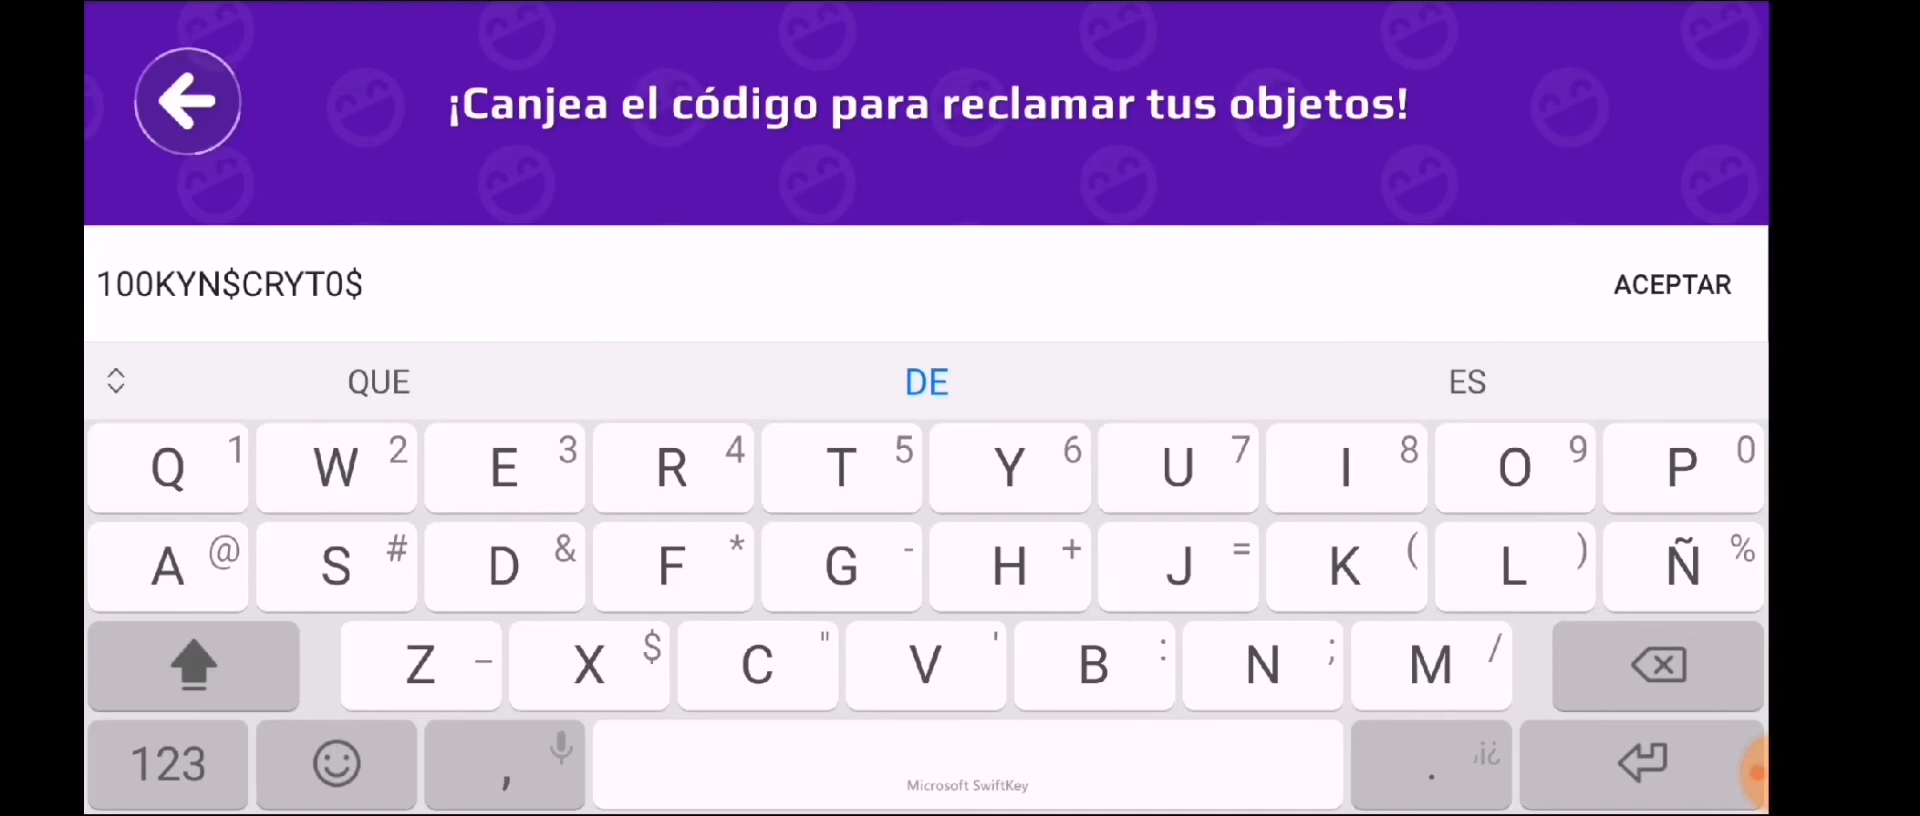 ¡Canjea el código para reclamar tus objetos!
100KYN$CRYT0$ ACEPTAR
QUE DE ES
Q 1 W 2 E 3 R 4 T 5 Y 6 U 7 I 8 O 9 P 0
A @ S # D & F * G - H + J = K ( L ) Ñ %
Z _ X $ C " V ' B : N ; M /
123 , Microsoft SwiftKey . ,¡¿